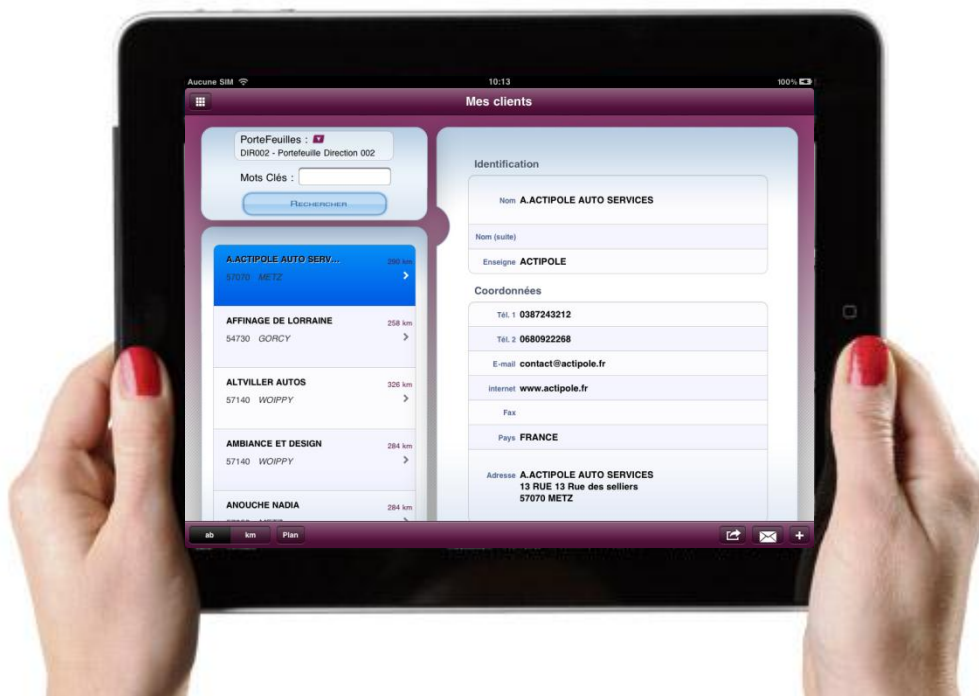 Aucune SIM
10:13
100%
Mes clients
PorteFeuilles :
DIR002 - Portefeuille Direction 002
Mots Clés :
RECHERCHER
A.ACTIPOLE AUTO SERV...
280 km
57070 METZ
AFFINAGE DE LORRAINE
258 km
54730 GORCY
ALTVILLER AUTOS
326 km
57140 WOIPPY
AMBIANCE ET DESIGN
284 km
57140 WOIPPY
ANOUCHE NADIA
284 km
Identification
Nom A.ACTIPOLE AUTO SERVICES
Nom (suite)
Enseigne ACTIPOLE
Coordonnées
Tél. 1 0387243212
Tél. 2 0680922268
E-mail contact@actipole.fr
internet www.actipole.fr
Fax
Pays FRANCE
Adresse A.ACTIPOLE AUTO SERVICES
13 RUE 13 Rue des selliers
57070 METZ
ab km Plan